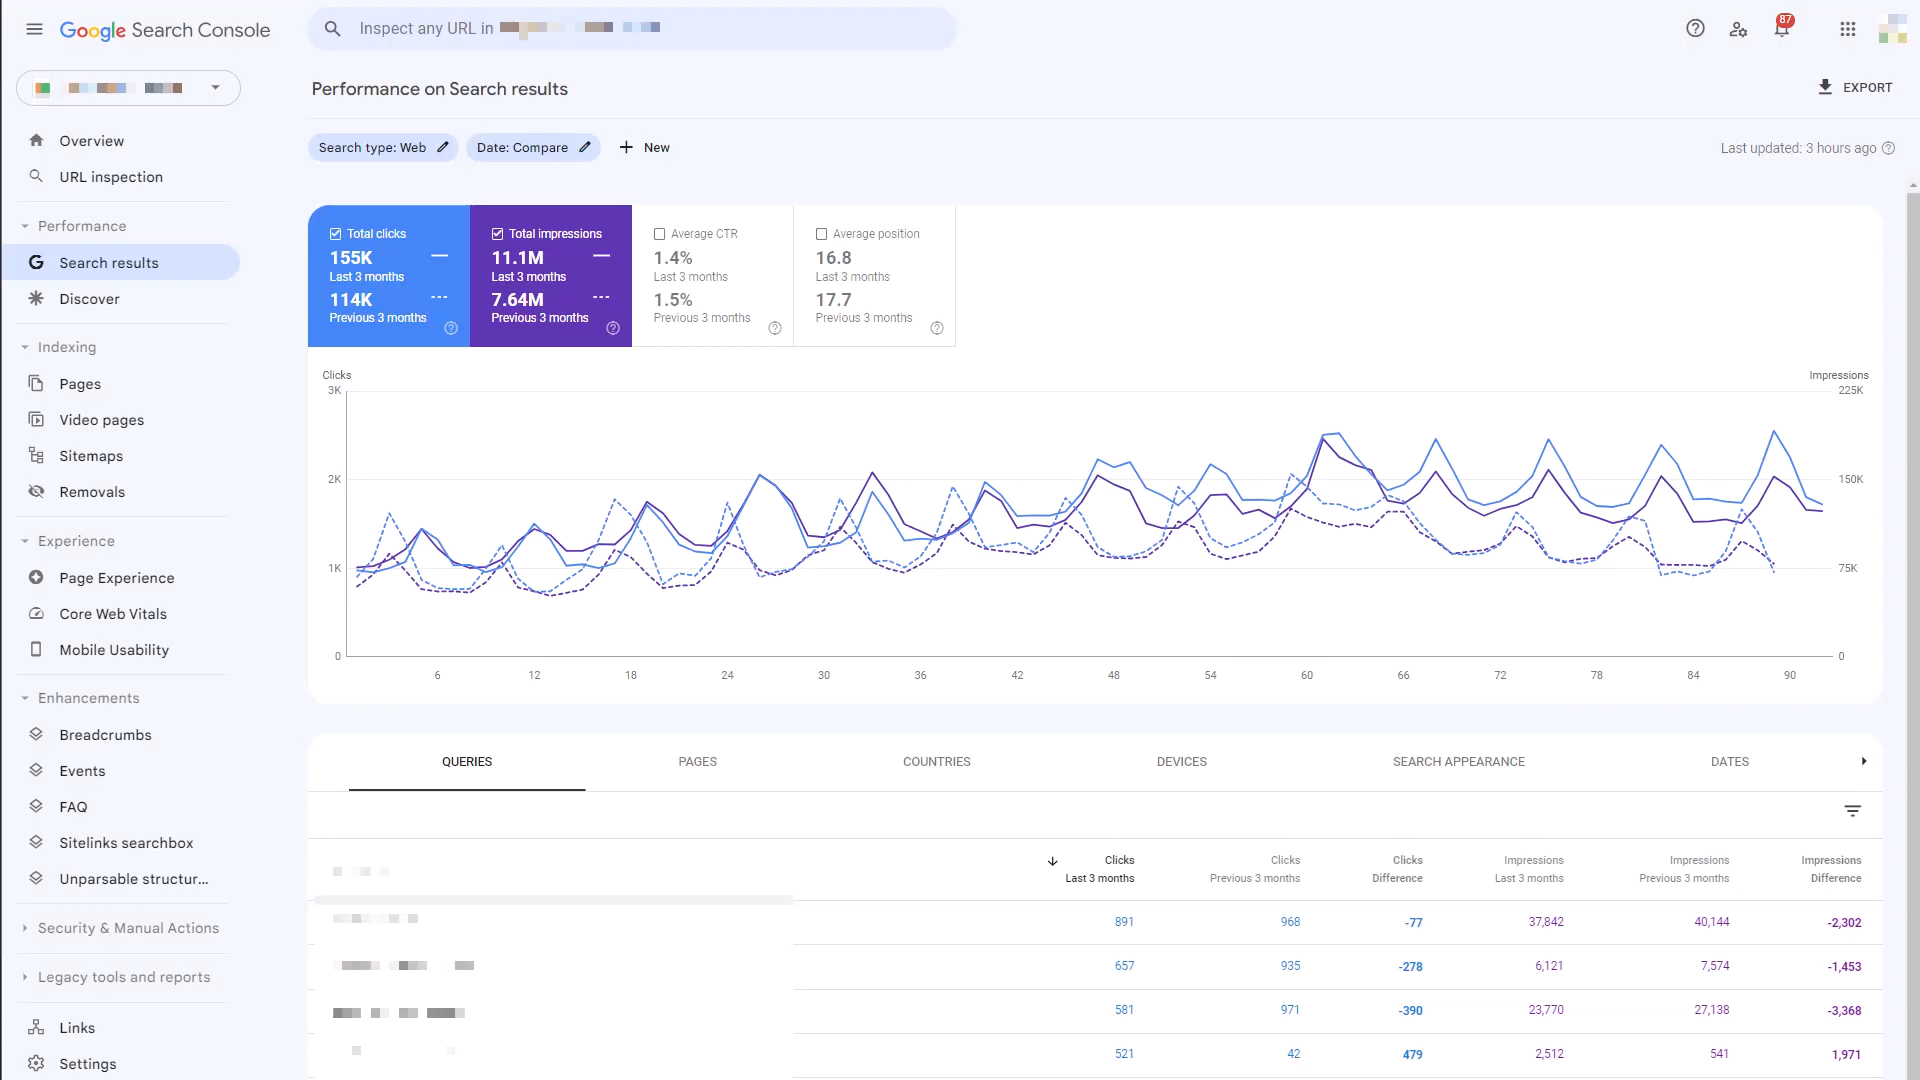 Google Search Console
Inspect any URL in
87
Performance on Search results
EXPORT
Overview
URL inspection
Performance
Search results
Discover
Indexing
Pages
Video pages
Sitemaps
Removals
Experience
Page Experience
Core Web Vitals
Mobile Usability
Enhancements
Breadcrumbs
Events
FAQ
Sitelinks searchbox
Unparsable structur...
Security & Manual Actions
Legacy tools and reports
Links
Settings
Search type: Web
Date: Compare
New
Last updated: 3 hours ago
Total clicks
155K
Last 3 months
114K
Previous 3 months
Total impressions
11.1M
Last 3 months
7.64M
Previous 3 months
Average CTR
1.4%
Last 3 months
1.5%
Previous 3 months
Average position
16.8
Last 3 months
17.7
Previous 3 months
Clicks Impressions
3K 225K
2K 150K
1K 75K
0 0
6 12 18 24 30 36 42 48 54 60 66 72 78 84 90
QUERIES PAGES COUNTRIES DEVICES SEARCH APPEARANCE DATES
Clicks Clicks Clicks Impressions Impressions Impressions
Last 3 months Previous 3 months Difference Last 3 months Previous 3 months Difference
891 968 -77 37,842 40,144 -2,302
657 935 -278 6,121 7,574 -1,453
581 971 -390 23,770 27,138 -3,368
521 42 479 2,512 541 1,971